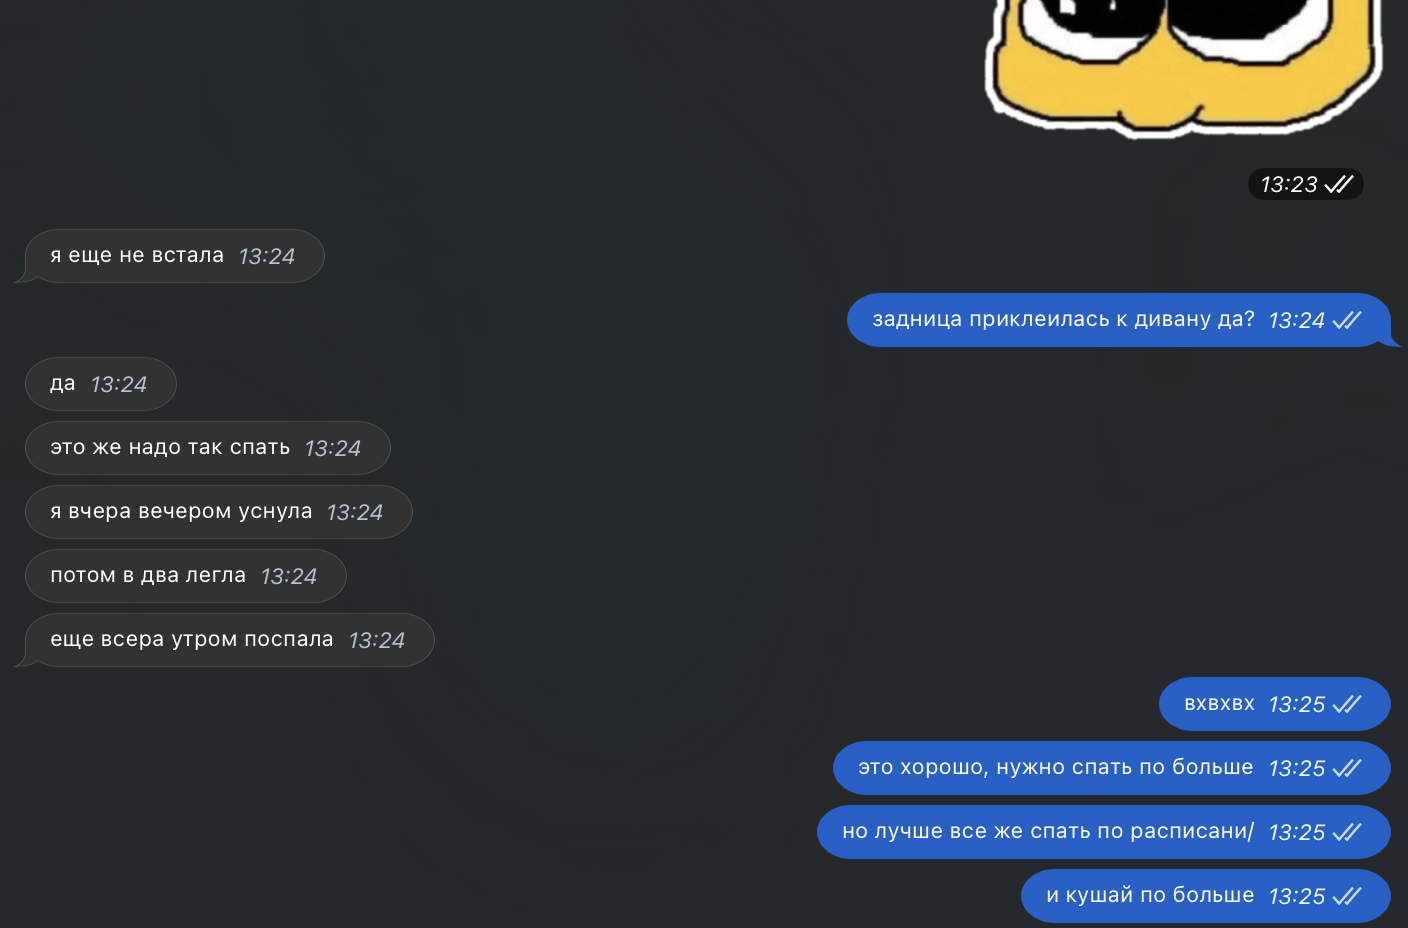 13:23
я еще не встала 13:24
задница приклеилась к дивану да? 13:24
да 13:24
это же надо так спать 13:24
я вчера вечером уснула 13:24
потом в два легла 13:24
еще всера утром поспала 13:24
вхвхвх 13:25
это хорошо, нужно спать по больше 13:25
но лучше все же спать по расписани/ 13:25
и кушай по больше 13:25